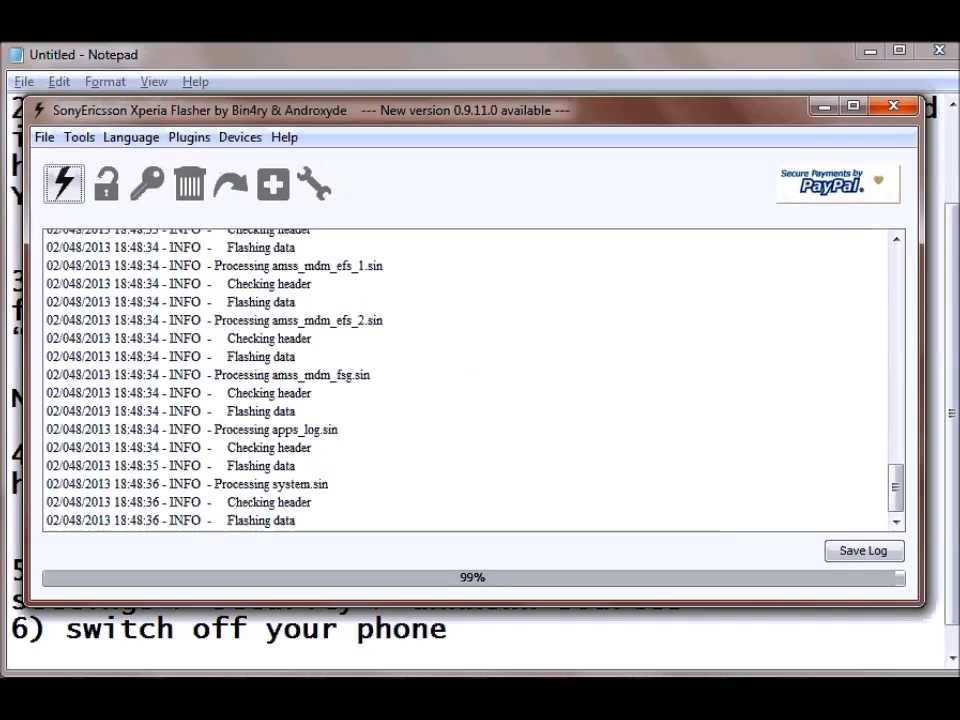 Untitled - Notepad
File Edit Format View Help
SonyEricsson Xperia Flasher by Bin4ry & Androxyde --- New version 0.9.11.0 available ---
File Tools Language Plugins Devices Help
Secure Payments by
PayPal.
02/048/2013 18:48:33 - INFO - Checking header
02/048/2013 18:48:34 - INFO - Flashing data
02/048/2013 18:48:34 - INFO - Processing amss_mdm_efs_1.sin
02/048/2013 18:48:34 - INFO - Checking header
02/048/2013 18:48:34 - INFO - Flashing data
02/048/2013 18:48:34 - INFO - Processing amss_mdm_efs_2.sin
02/048/2013 18:48:34 - INFO - Checking header
02/048/2013 18:48:34 - INFO - Flashing data
02/048/2013 18:48:34 - INFO - Processing amss_mdm_fsg.sin
02/048/2013 18:48:34 - INFO - Checking header
02/048/2013 18:48:34 - INFO - Flashing data
02/048/2013 18:48:34 - INFO - Processing apps_log.sin
02/048/2013 18:48:34 - INFO - Checking header
02/048/2013 18:48:35 - INFO - Flashing data
02/048/2013 18:48:36 - INFO - Processing system.sin
02/048/2013 18:48:36 - INFO - Checking header
02/048/2013 18:48:36 - INFO - Flashing data
Save Log
99%
6) switch off your phone